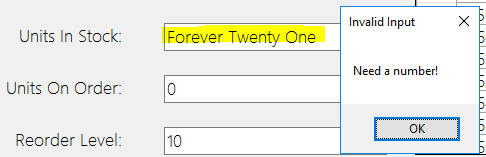 Units In Stock: Forever Twenty One
Units On Order: 0
Reorder Level: 10
Invalid Input
Need a number!
OK